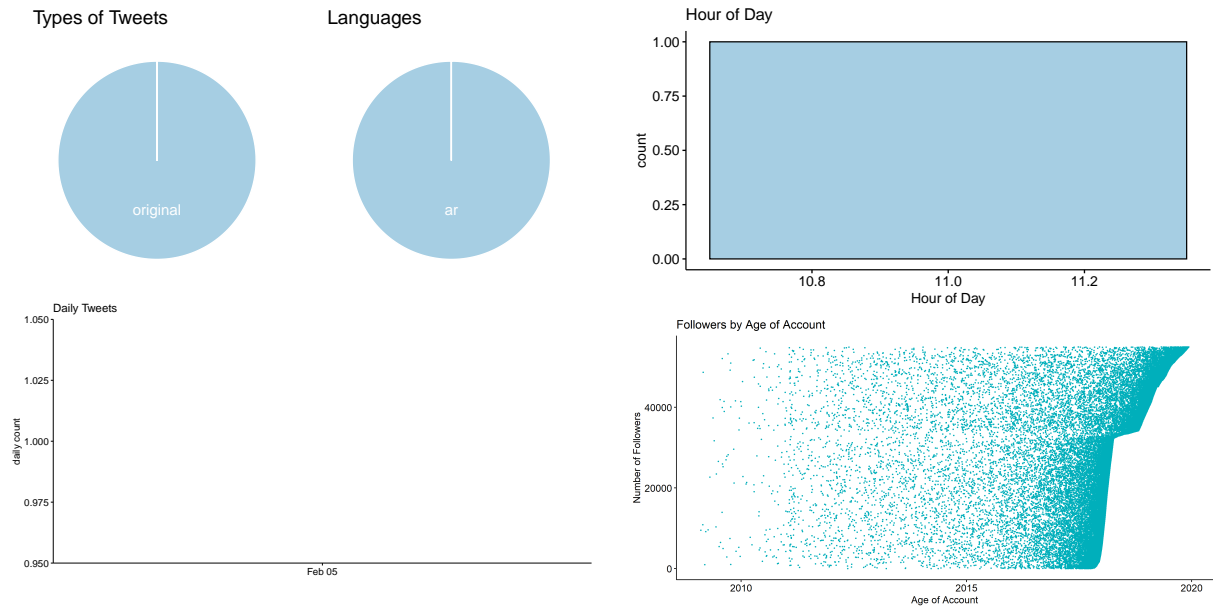 Types of Tweets
original
Languages
ar
Hour of Day
1.00
0.75
0.50
0.25
0.00
count
10.8 11.0 11.2
Hour of Day
Daily Tweets
1.050
1.025
1.000
0.975
0.950
daily count
Feb 05
Followers by Age of Account
40000
20000
0
Number of Followers
2010 2015 2020
Age of Account